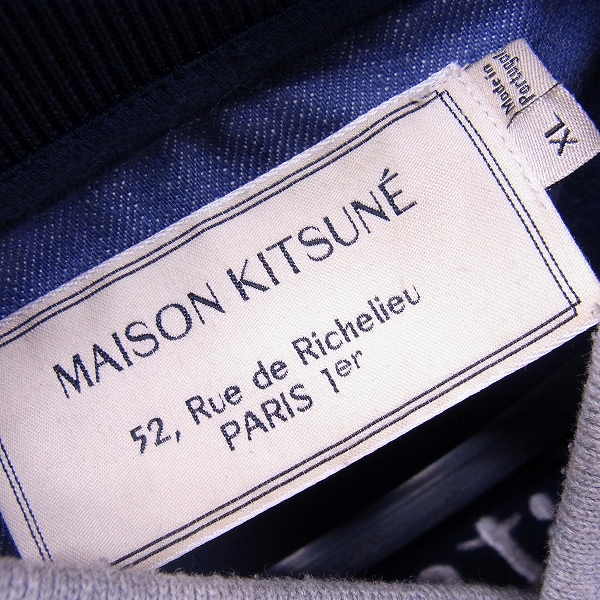 MAISON KITSUNÉ
52, Rue de Richelieu
PARIS 1er
Made in
Portugal
XL